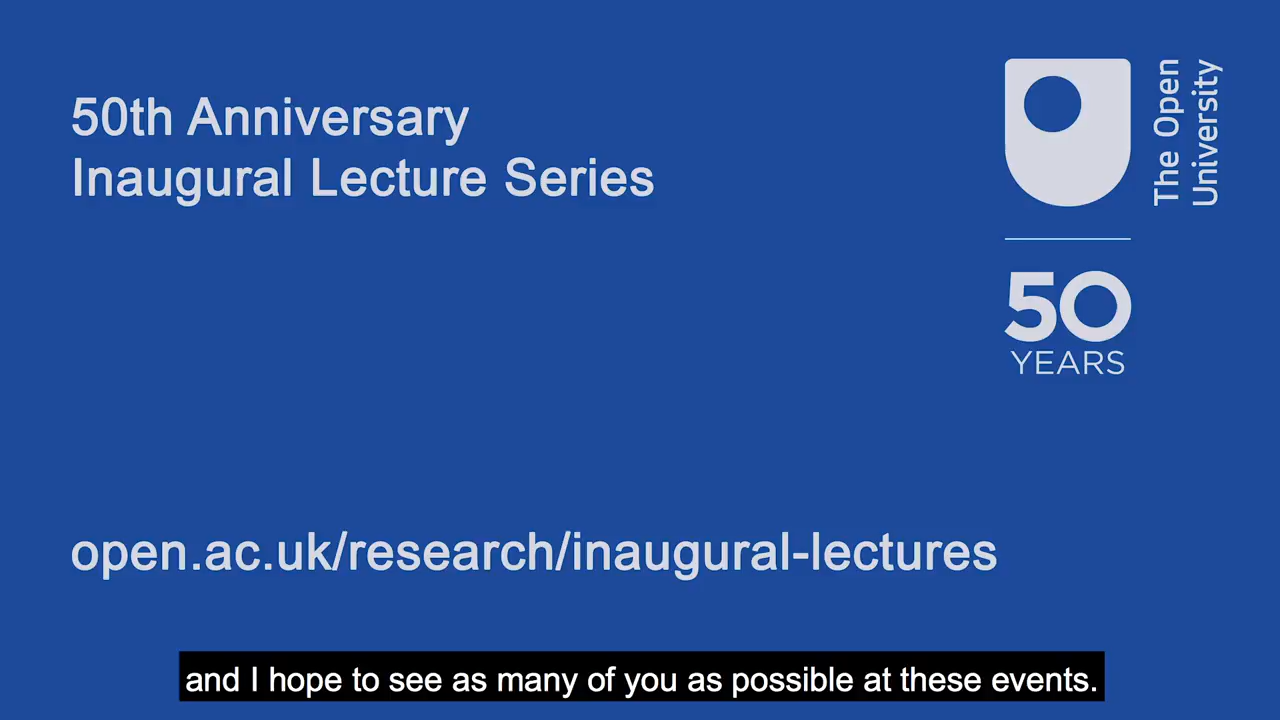 50th Anniversary
Inaugural Lecture Series
The Open
University
50
YEARS
open.ac.uk/research/inaugural-lectures
and I hope to see as many of you as possible at these events.